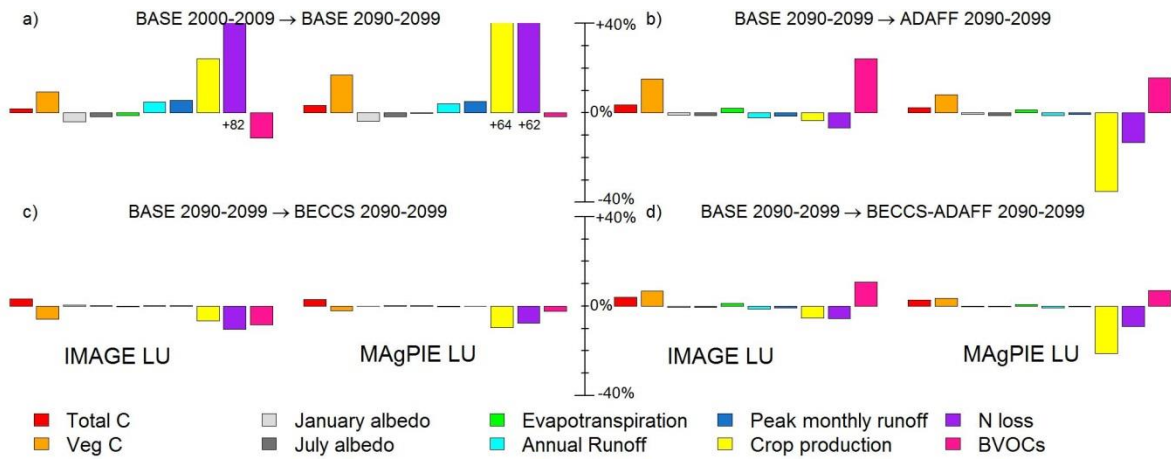 a) BASE 2000-2009 → BASE 2090-2099
+40%
b) BASE 2090-2099 → ADAFF 2090-2099
0%
+82
+64 +62
-40%
c) BASE 2090-2099 → BECCS 2090-2099
+40%
d) BASE 2090-2099 → BECCS-ADAFF 2090-2099
0%
IMAGE LU MAgPIE LU
IMAGE LU MAgPIE LU
-40%
Total C January albedo Evapotranspiration Peak monthly runoff N loss
Veg C July albedo Annual Runoff Crop production BVOCs